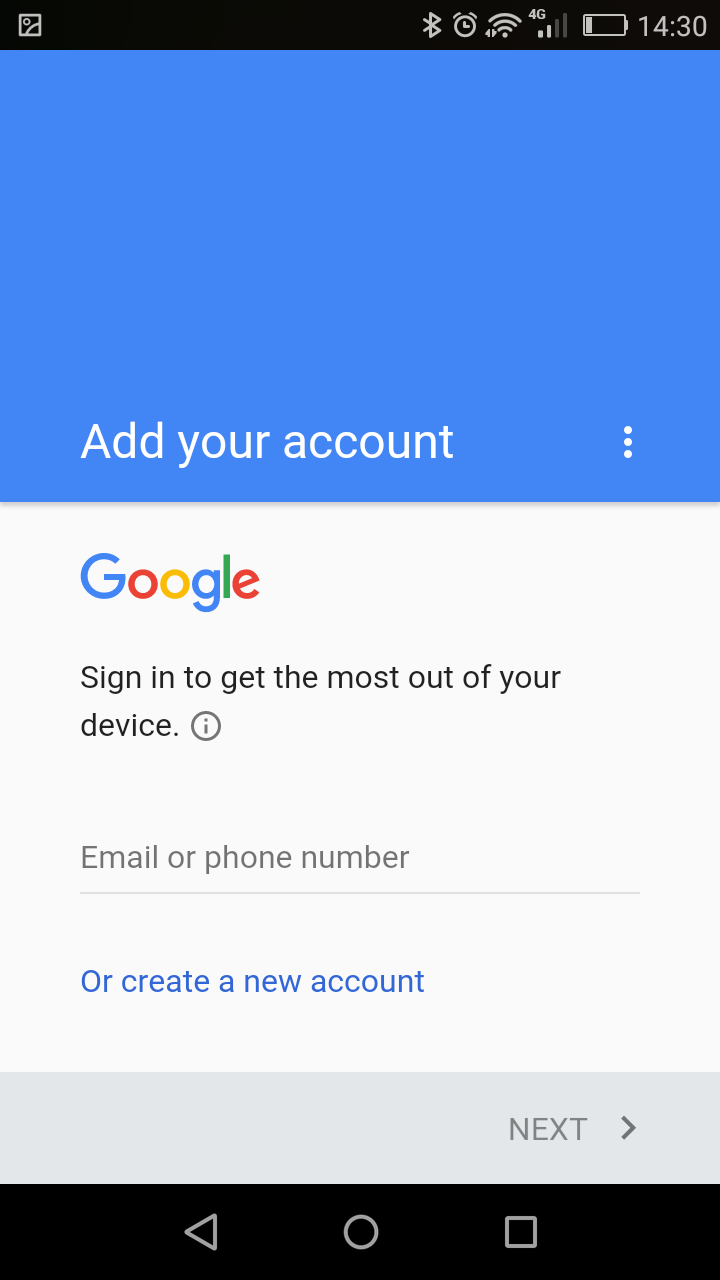 4G 14:30
Add your account
Google
Sign in to get the most out of your
device.
Email or phone number
Or create a new account
NEXT